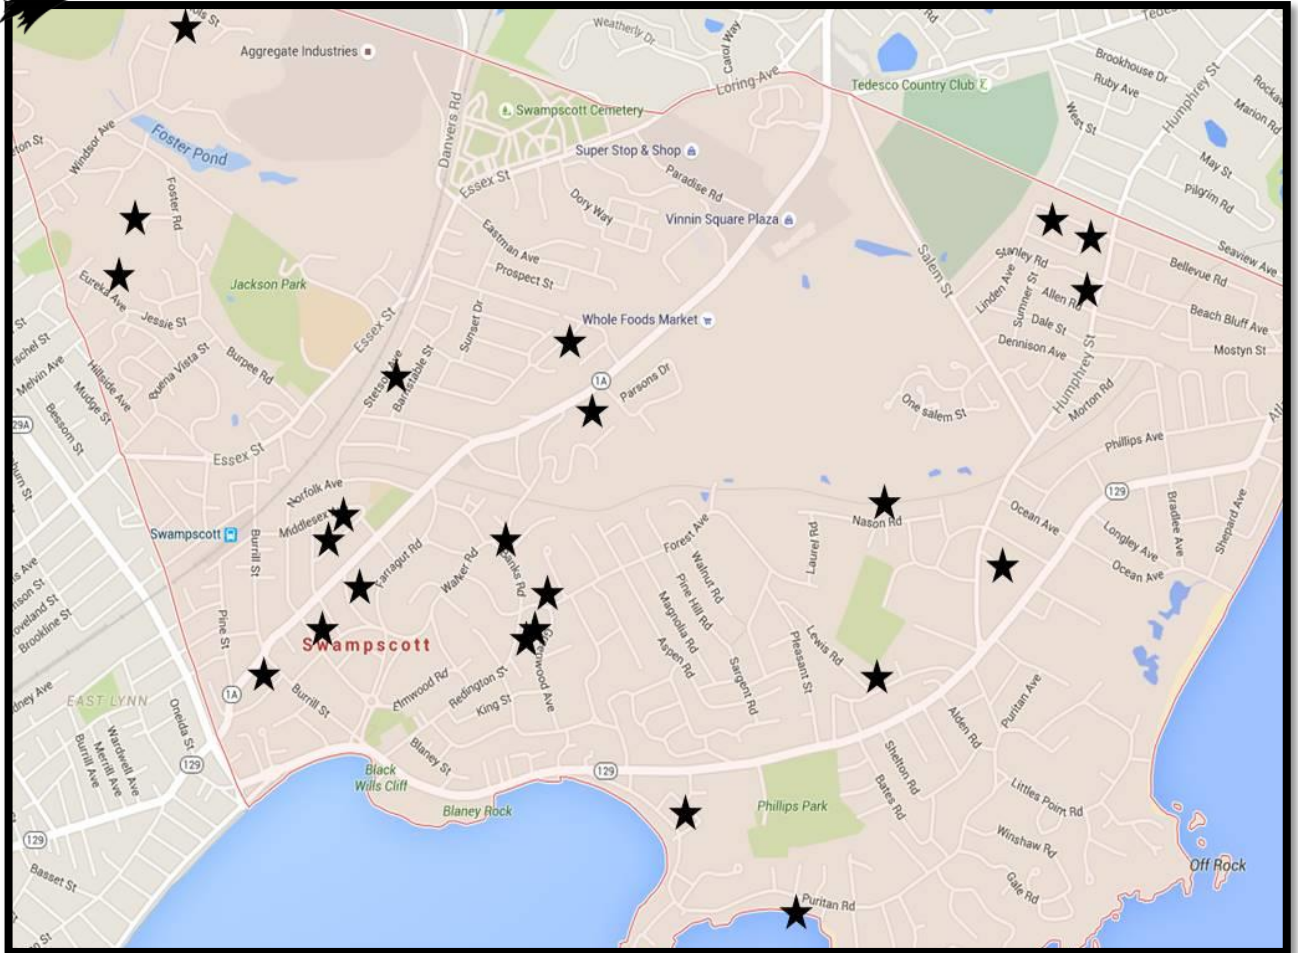 Weatherly Dr
Carol Way
Rd
Aggregate Industries
Loring Ave
Tedesco Country Club
Brookhouse Dr
Ruby Ave
Humphrey St
Marion Rd
West St
Danvers Rd
Swampscott Cemetery
Windsor Ave
Foster Pond
Super Stop & Shop
May St
Pilgrim Rd
Essex St
Paradise Rd
Foster Rd
Dory Way
Vinnin Square Plaza
Eastman Ave
Salem St
Stanley Rd
Seaview Ave
Bellevue Rd
Prospect St
Jackson Park
Eureka Ave
Linden Ave
Sumner St
Allen Rd
Beach Bluff Ave
Jessie St
Essex St
Sunset Dr
Whole Foods Market
Dale St
Dennison Ave
Mostyn St
Melvin Ave
Hillside Ave
Mudge St
Buena Vista St
Burpee Rd
Barnstable St
1A
Parsons Dr
Humphrey St
Morton Rd
One salem St
Bessom St
29A
Essex St
Phillips Ave
Norfolk Ave
129
Bradlee Ave
Shepard Ave
Swampscott
Burrill St
Middlesex
Farragut Rd
Walker Rd
Banks Rd
Forest Ave
Laurel Rd
Nason Rd
Ocean Ave
Longley Ave
Ocean Ave
Walnut Rd
Pine Hill Rd
Magnolia Rd
Aspen Rd
Brookline St
Pine St
Swampscott
Lewis Rd
Pleasant St
Sargent Rd
EAST LYNN
1A
Burrill St
Elmwood Rd
Redington St
King St
Puritan Ave
Alden Rd
Oneida St
Wardwell Ave
Merrill Ave
Burrill Ave
129
Blaney St
Black
Wills Cliff
Blaney Rock
129
Shelton Rd
Bates Rd
Phillips Park
Littles Point Rd
Winshaw Rd
129
Basset St
Gale Rd
Off Rock
Puritan Rd